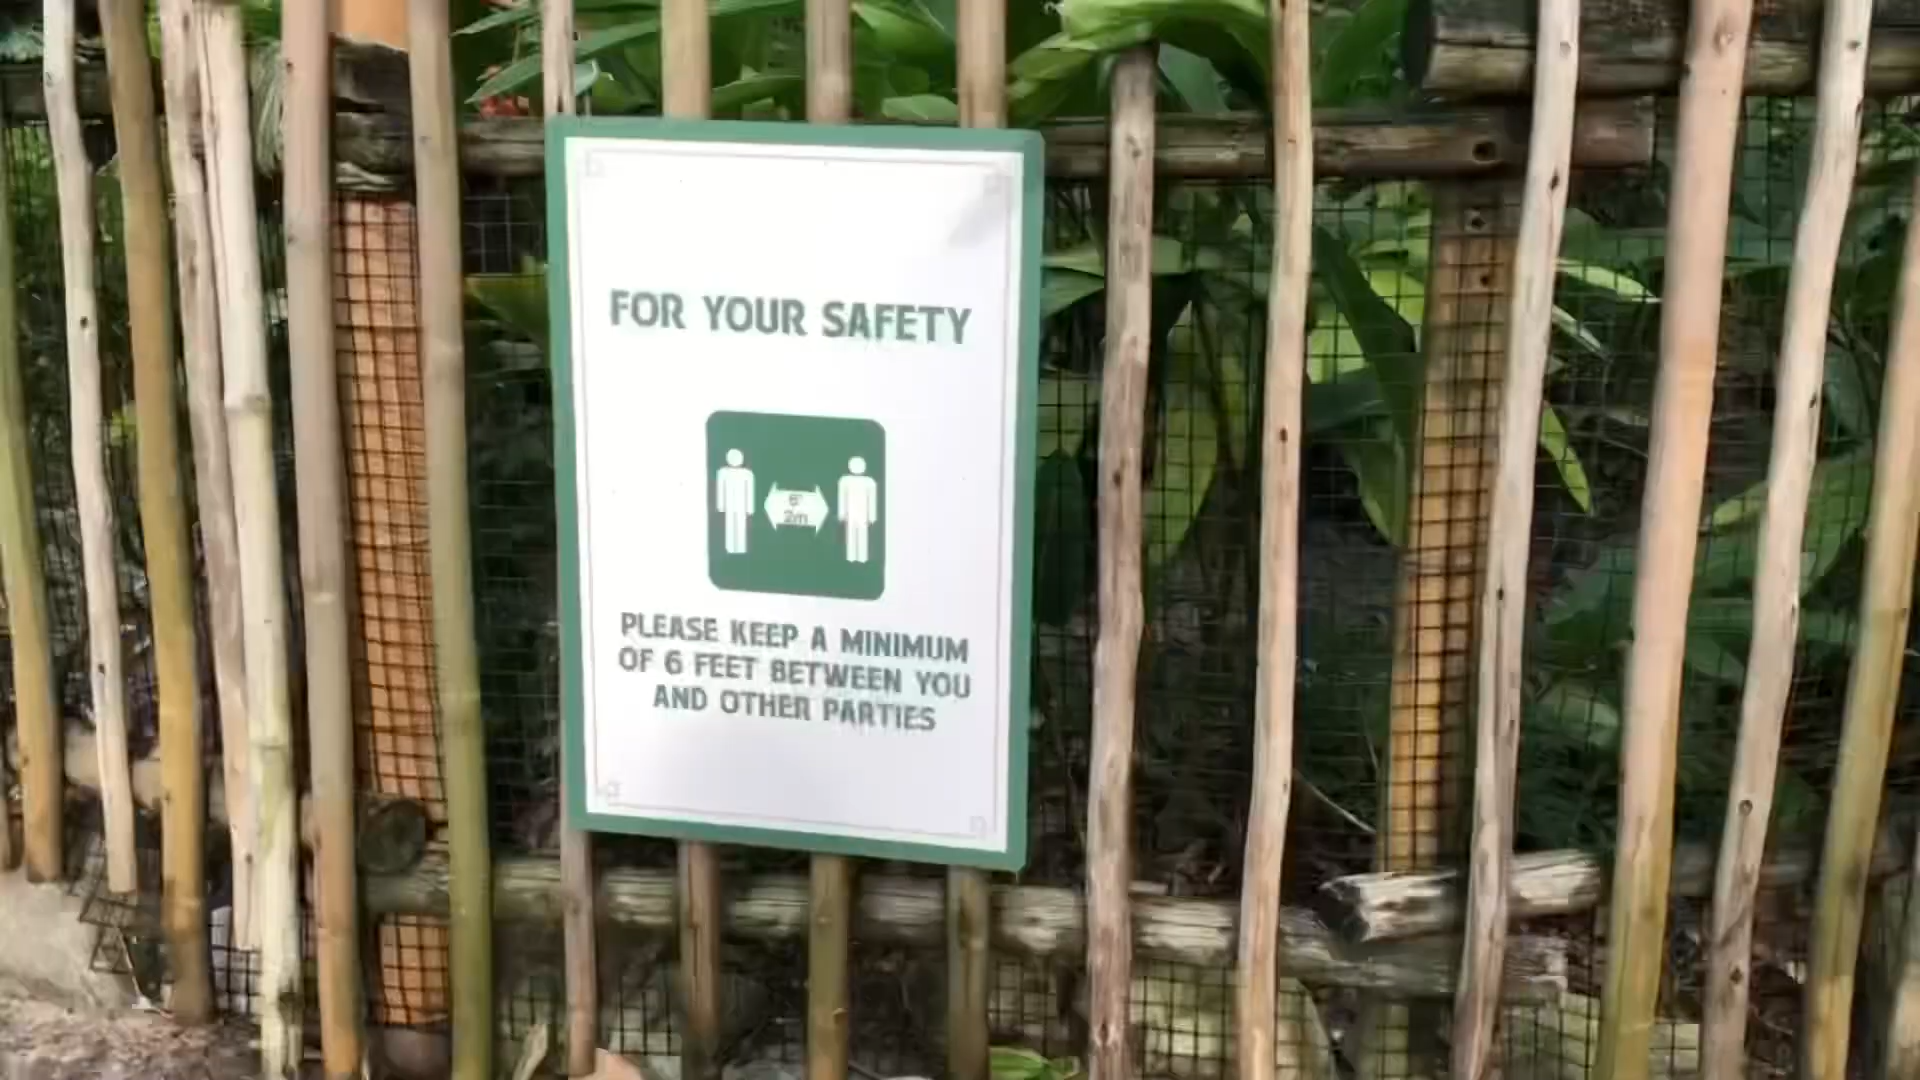 FOR YOUR SAFETY
6'
2m
PLEASE KEEP A MINIMUM
OF 6 FEET BETWEEN YOU
AND OTHER PARTIES